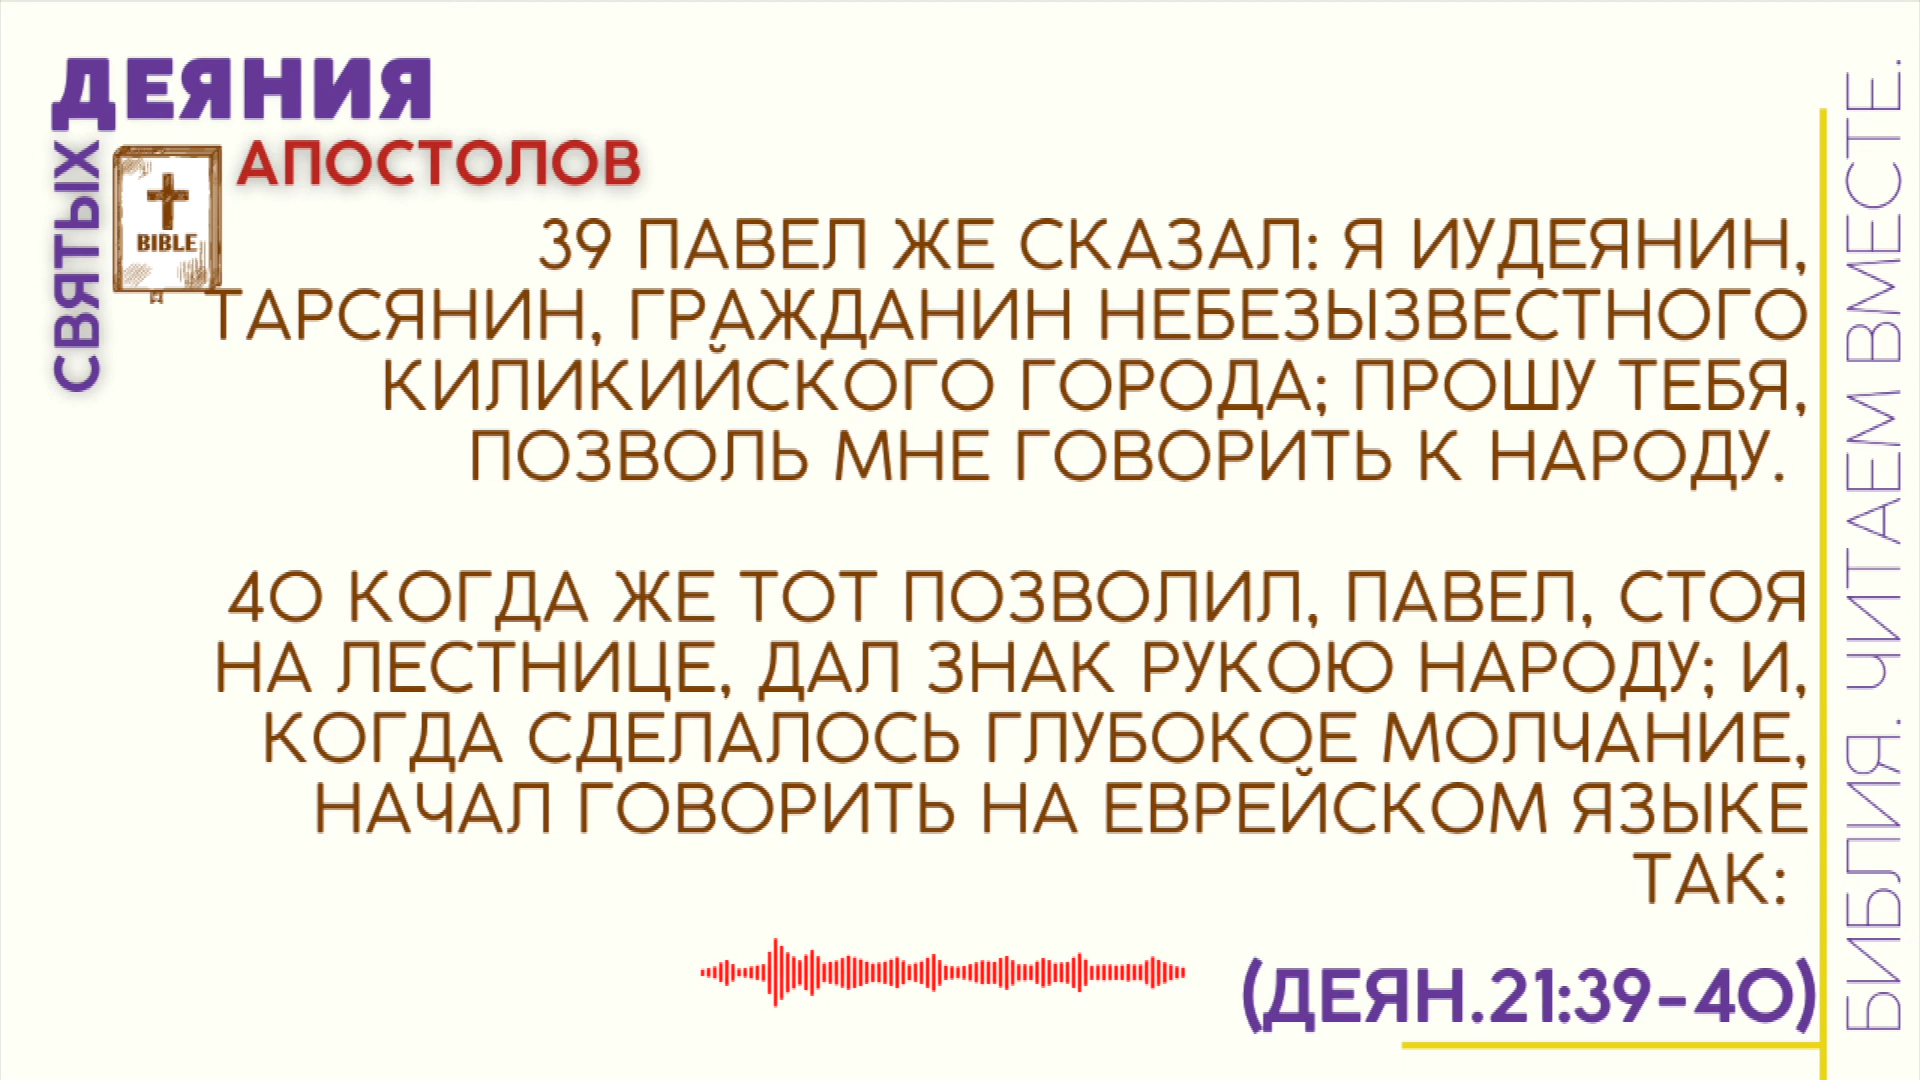 ДЕЯНИЯ
СВЯТЫХ
АПОСТОЛОВ
BIBLE
39 ПАВЕЛ ЖЕ СКАЗАЛ: Я ИУДЕЯНИН,
ТАРСЯНИН, ГРАЖДАНИН НЕБЕЗЫЗВЕСТНОГО
КИЛИКИЙСКОГО ГОРОДА; ПРОШУ ТЕБЯ,
ПОЗВОЛЬ МНЕ ГОВОРИТЬ К НАРОДУ.
40 КОГДА ЖЕ ТОТ ПОЗВОЛИЛ, ПАВЕЛ, СТОЯ
НА ЛЕСТНИЦЕ, ДАЛ ЗНАК РУКОЮ НАРОДУ; И,
КОГДА СДЕЛАЛОСЬ ГЛУБОКОЕ МОЛЧАНИЕ,
НАЧАЛ ГОВОРИТЬ НА ЕВРЕЙСКОМ ЯЗЫКЕ
ТАК:
(ДЕЯН.21:39-40)
БИБЛИЯ. ЧИТАЕМ ВМЕСТЕ.